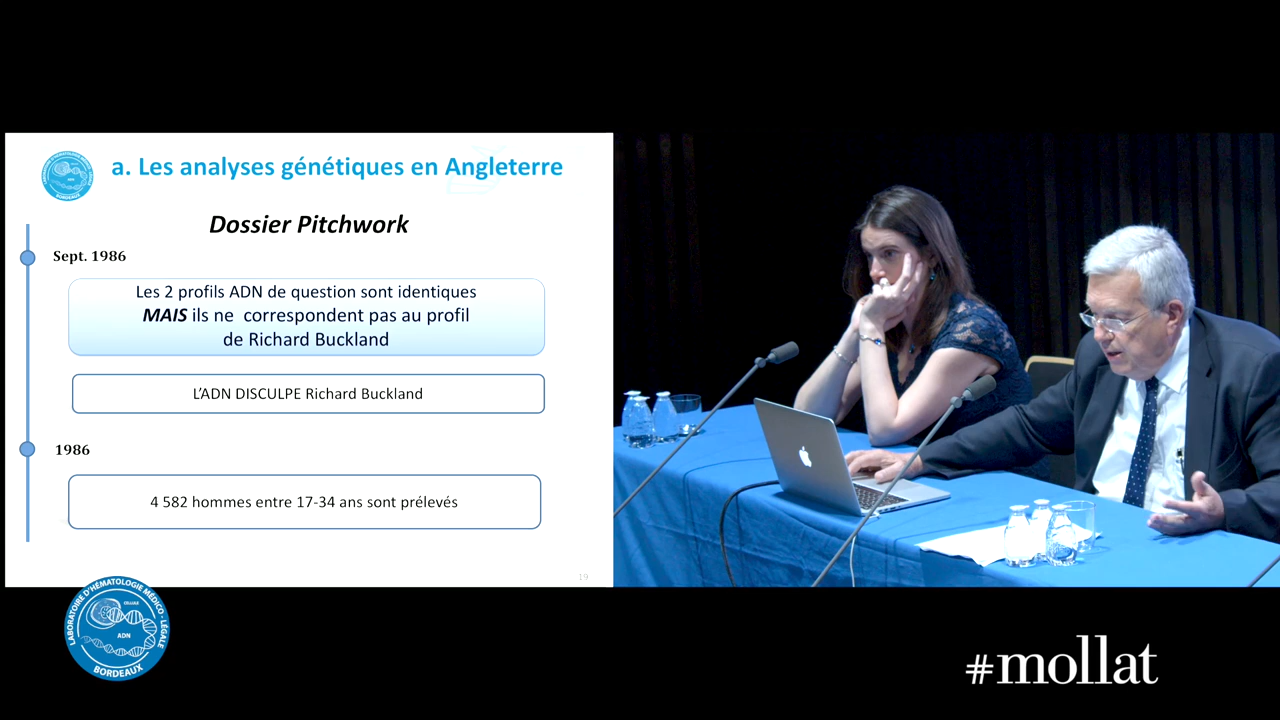 a. Les analyses génétiques en Angleterre
Dossier Pitchwork
Sept. 1986
Les 2 profils ADN de question sont identiques
MAIS ils ne correspondent pas au profil
de Richard Buckland
L'ADN DISCULPE Richard Buckland
1986
4 582 hommes entre 17-34 ans sont prélevés
19
LABORATOIRE D'HÉMATOLOGIE MÉDICO-LÉGALE
ADN
BORDEAUX
#mollat